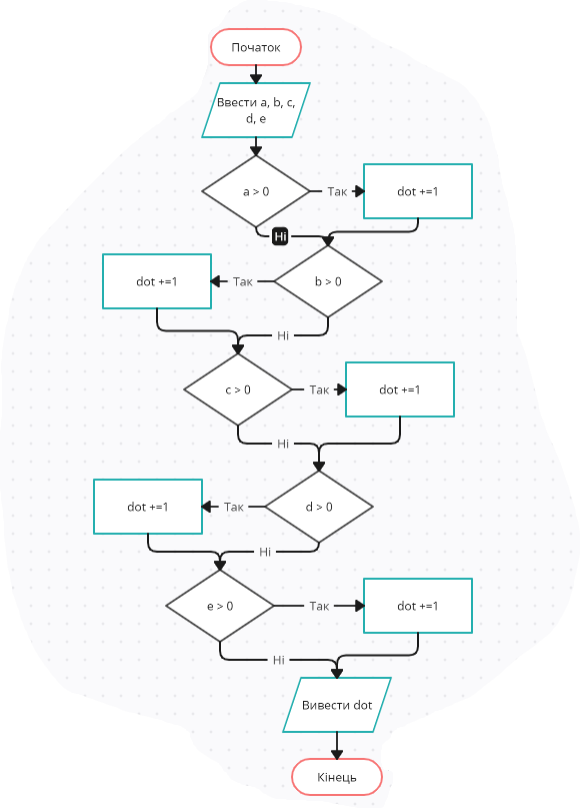 Початок
Ввести a, b, c,
d, e
a > 0
Так
dot +=1
Ні
b > 0
Так
dot +=1
Ні
c > 0
Так
dot +=1
Ні
d > 0
Так
dot +=1
Ні
e > 0
Так
dot +=1
Ні
Вивести dot
Кінець